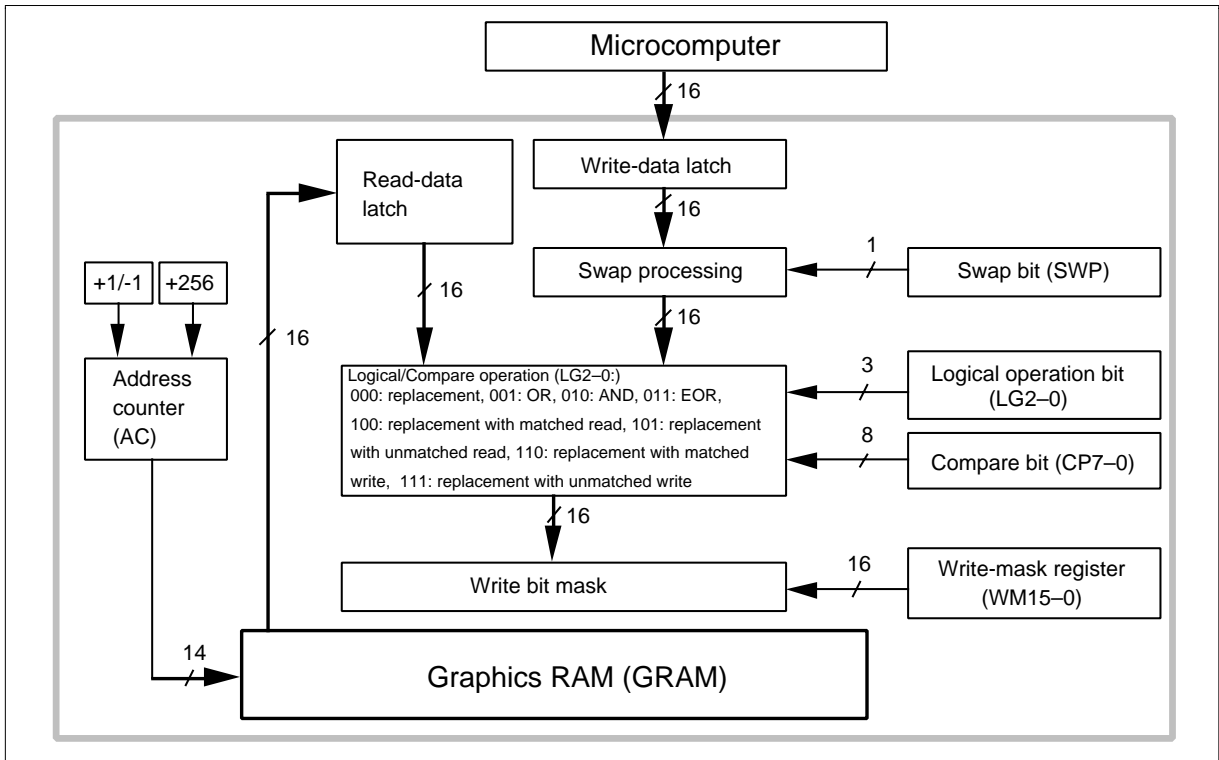 Microcomputer
16
Write-data latch
Read-data
latch
16
Swap processing
1
Swap bit (SWP)
+1/-1
+256
16
16
16
Address
counter
(AC)
Logical/Compare operation (LG2–0:)
000: replacement, 001: OR, 010: AND, 011: EOR,
100: replacement with matched read, 101: replacement
with unmatched read, 110: replacement with matched
write, 111: replacement with unmatched write
3
Logical operation bit
(LG2–0)
8
Compare bit (CP7–0)
16
Write bit mask
16
Write-mask register
(WM15–0)
14
Graphics RAM (GRAM)